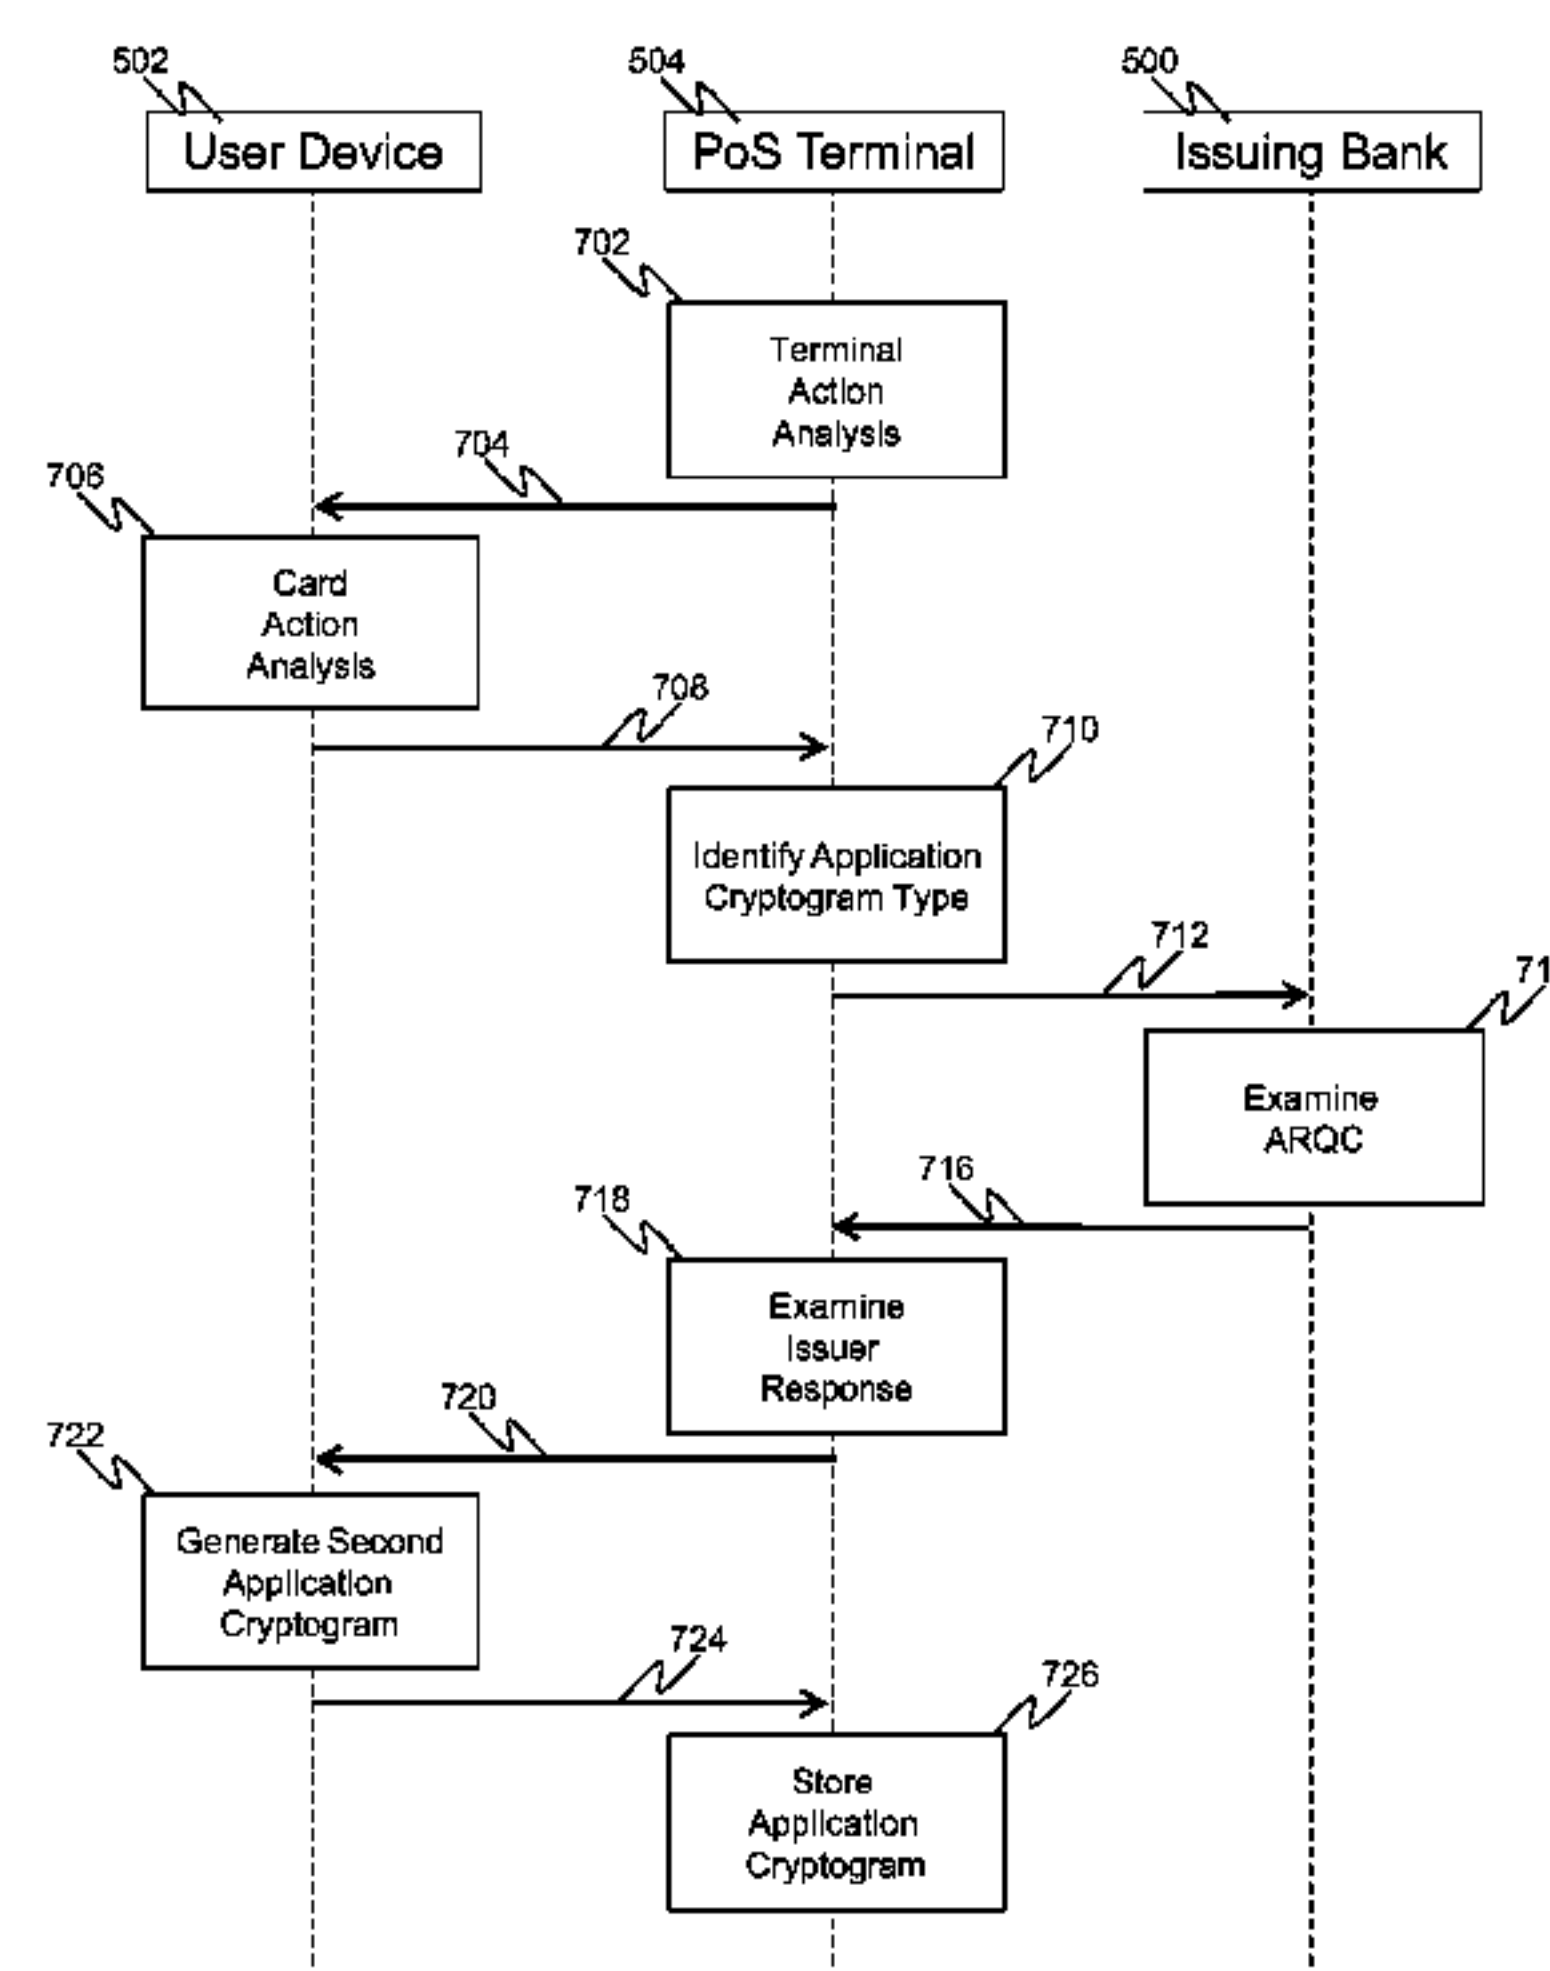 502
504
500
User Device
PoS Terminal
Issuing Bank
702
Terminal
Action
Analysis
704
706
Card
Action
Analysis
708
710
Identify Application
Cryptogram Type
712
71
Examine
ARQC
716
718
Examine
Issuer
Response
720
722
Generate Second
Application
Cryptogram
724
726
Store
Application
Cryptogram